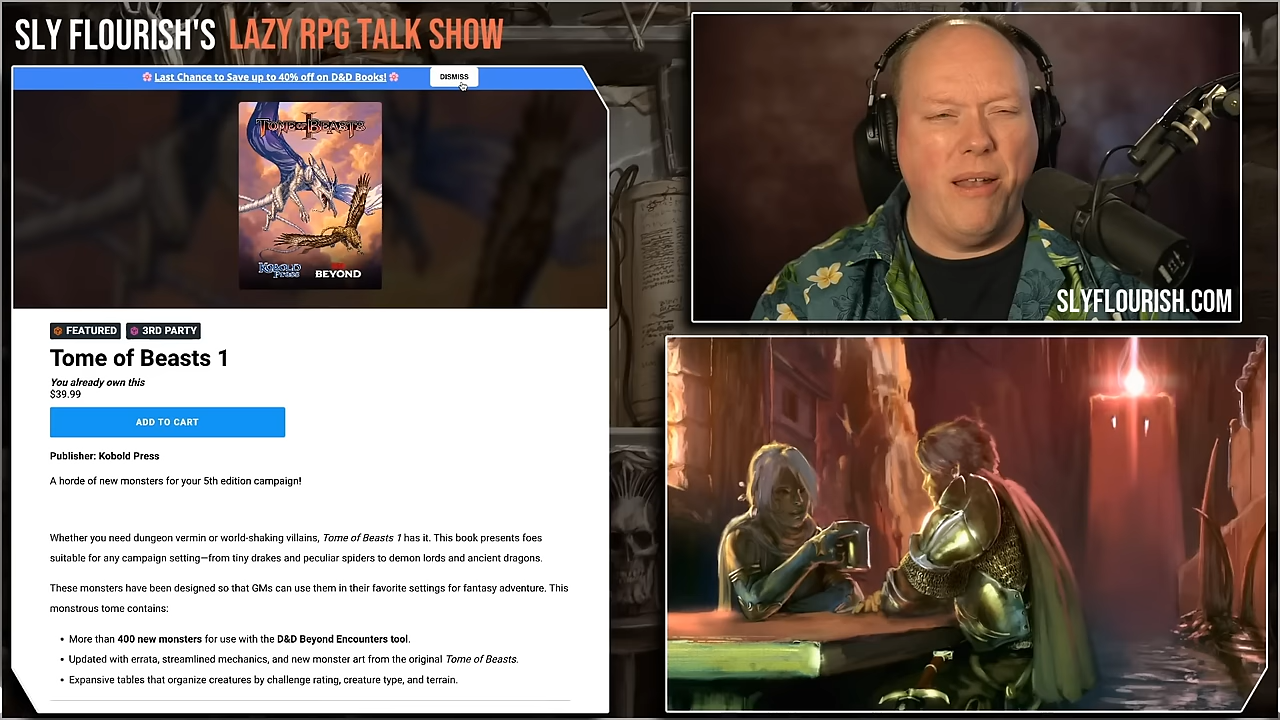 SLY FLOURISH'S LAZY RPG TALK SHOW
Last Chance to Save up to 40% off on D&D Books!
DISMISS
TOME OF BEASTS
I
KOBOLD
Press
BEYOND
FEATURED
3RD PARTY
Tome of Beasts 1
You already own this
$39.99
ADD TO CART
Publisher: Kobold Press
A horde of new monsters for your 5th edition campaign!
Whether you need dungeon vermin or world-shaking villains, Tome of Beasts 1 has it. This book presents foes
suitable for any campaign setting—from tiny drakes and peculiar spiders to demon lords and ancient dragons.
These monsters have been designed so that GMs can use them in their favorite settings for fantasy adventure. This
monstrous tome contains:
• More than 400 new monsters for use with the D&D Beyond Encounters tool.
• Updated with errata, streamlined mechanics, and new monster art from the original Tome of Beasts.
• Expansive tables that organize creatures by challenge rating, creature type, and terrain.
SLYFLOURISH.COM